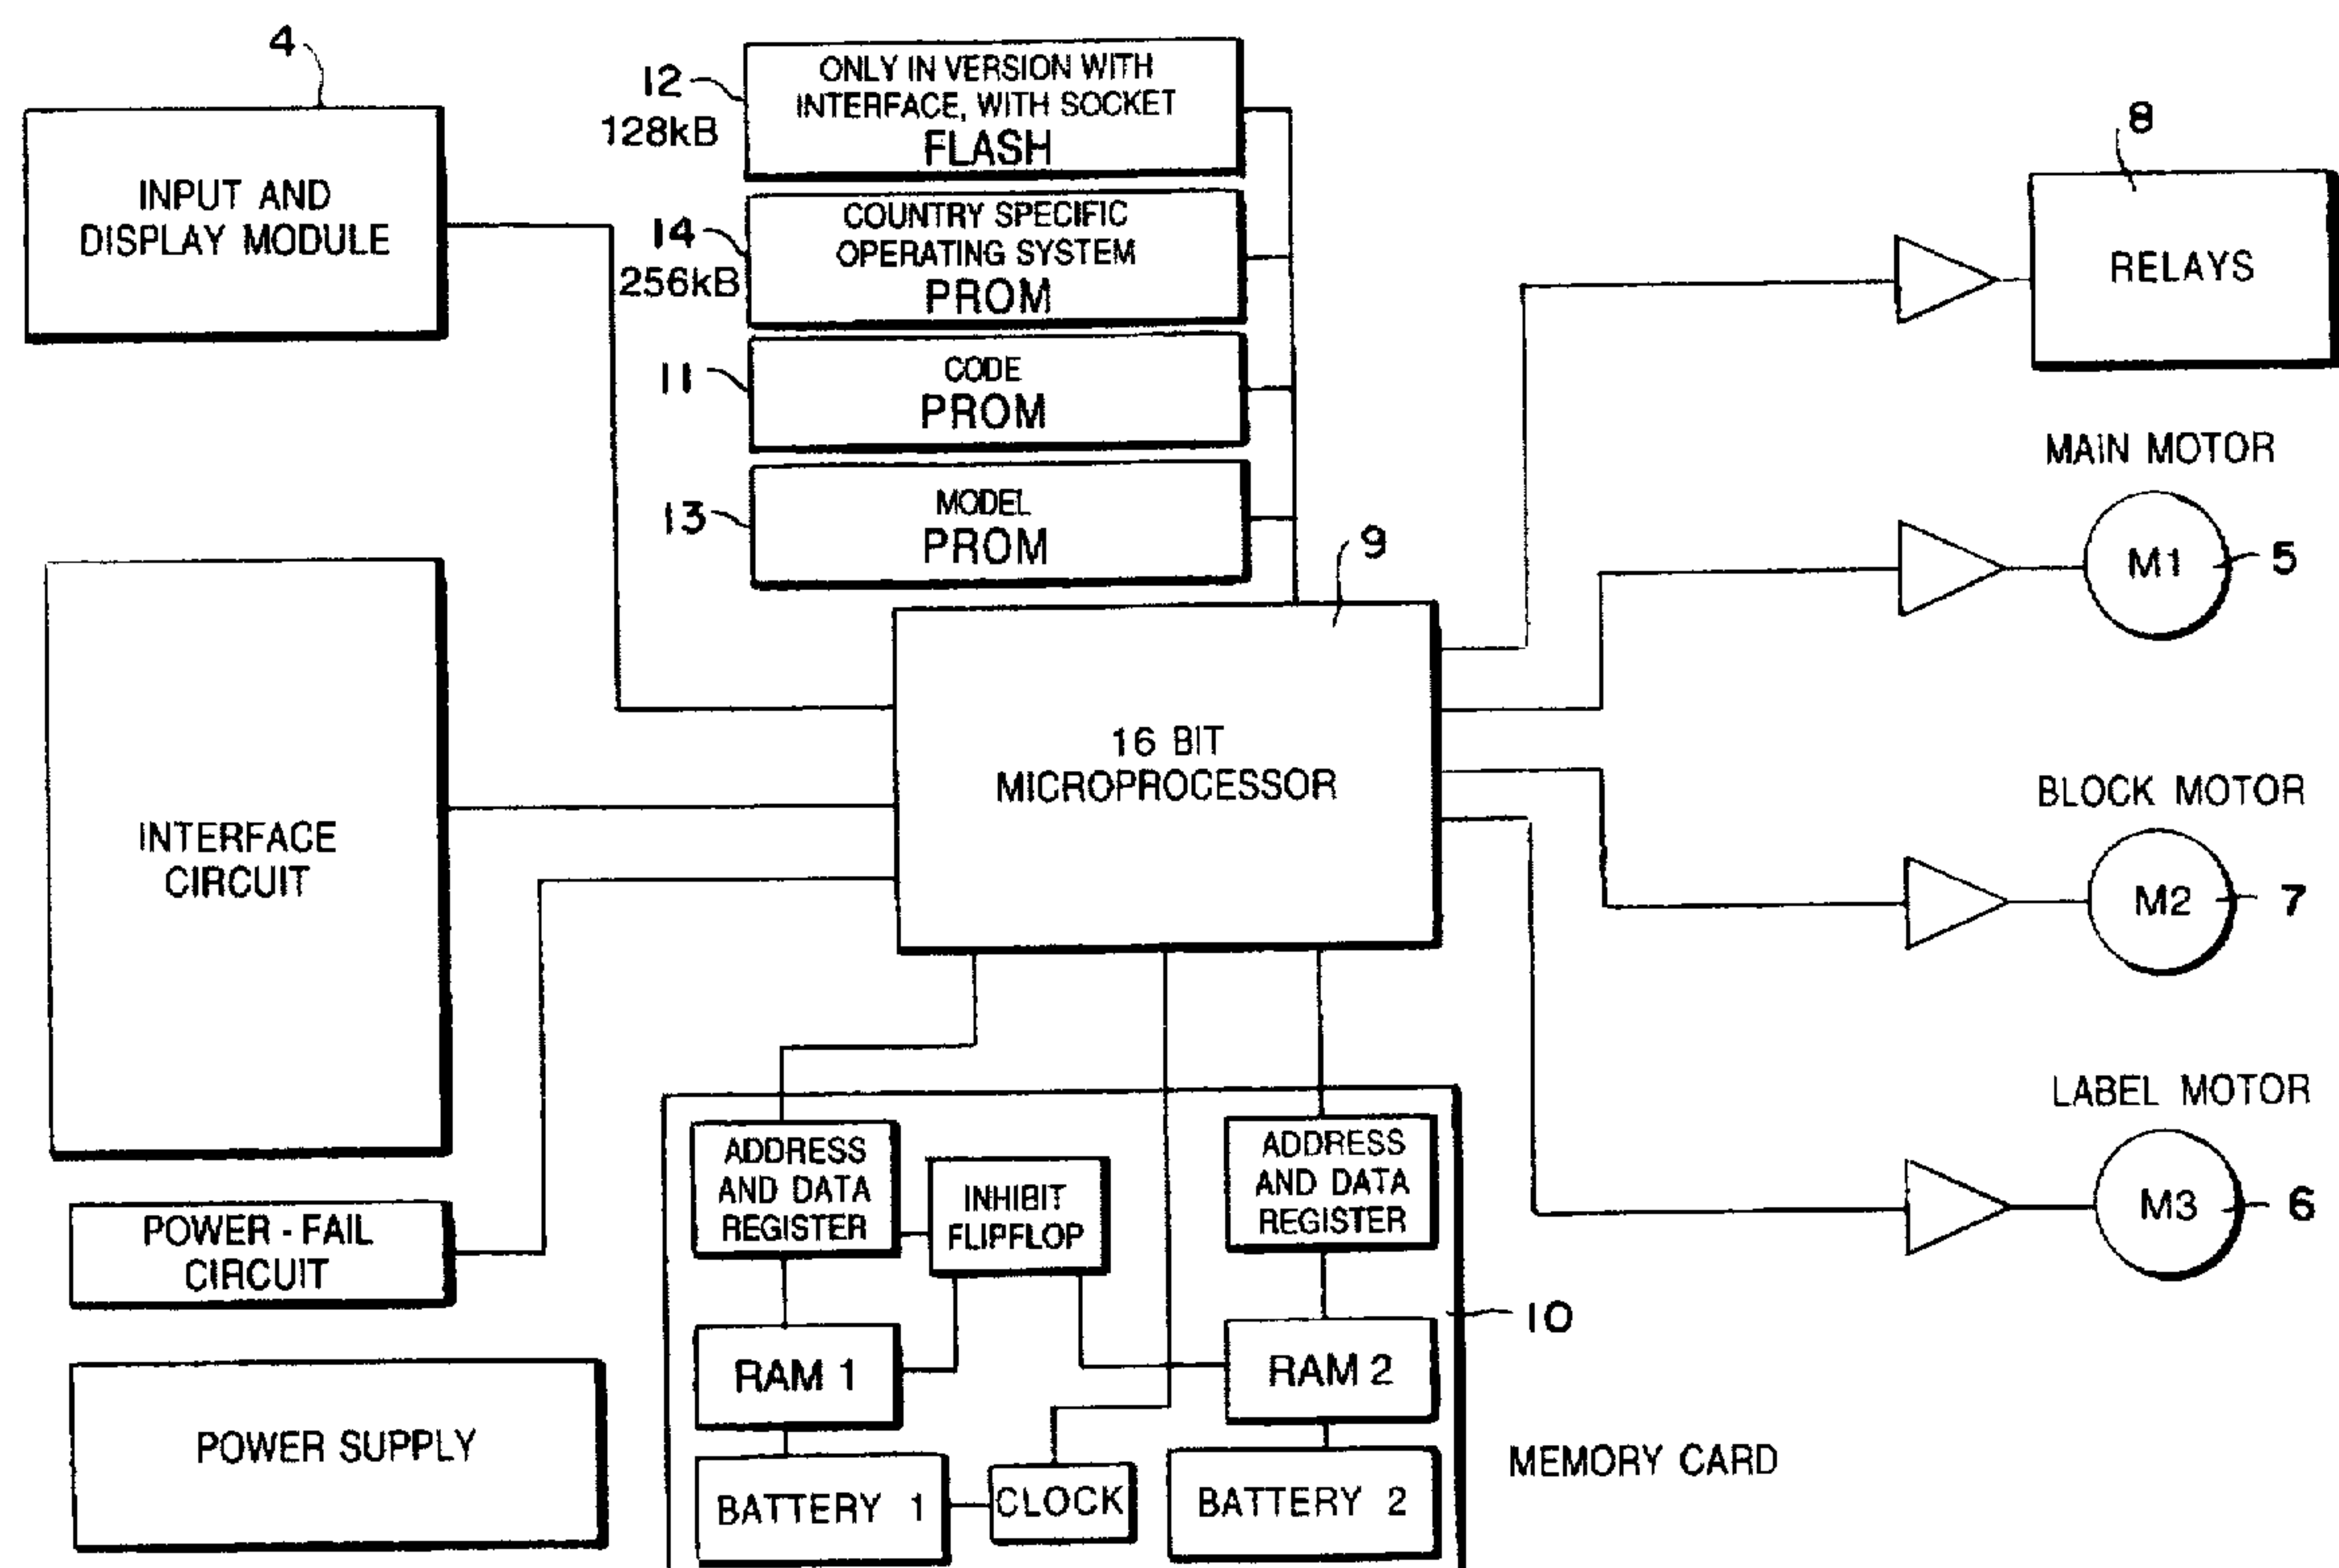 4
INPUT AND
DISPLAY MODULE
12
128kB
ONLY IN VERSION WITH
INTERFACE, WITH SOCKET
FLASH
14
256kB
COUNTRY SPECIFIC
OPERATING SYSTEM
PROM
11
CODE
PROM
13
MODEL
PROM
8
RELAYS
MAIN MOTOR
M1
5
9
16 BIT
MICROPROCESSOR
INTERFACE
CIRCUIT
BLOCK MOTOR
M2
7
LABEL MOTOR
M3
6
POWER - FAIL
CIRCUIT
POWER SUPPLY
ADDRESS
AND DATA
REGISTER
INHIBIT
FLIPFLOP
ADDRESS
AND DATA
REGISTER
RAM 1
RAM 2
10
BATTERY 1
CLOCK
BATTERY 2
MEMORY CARD